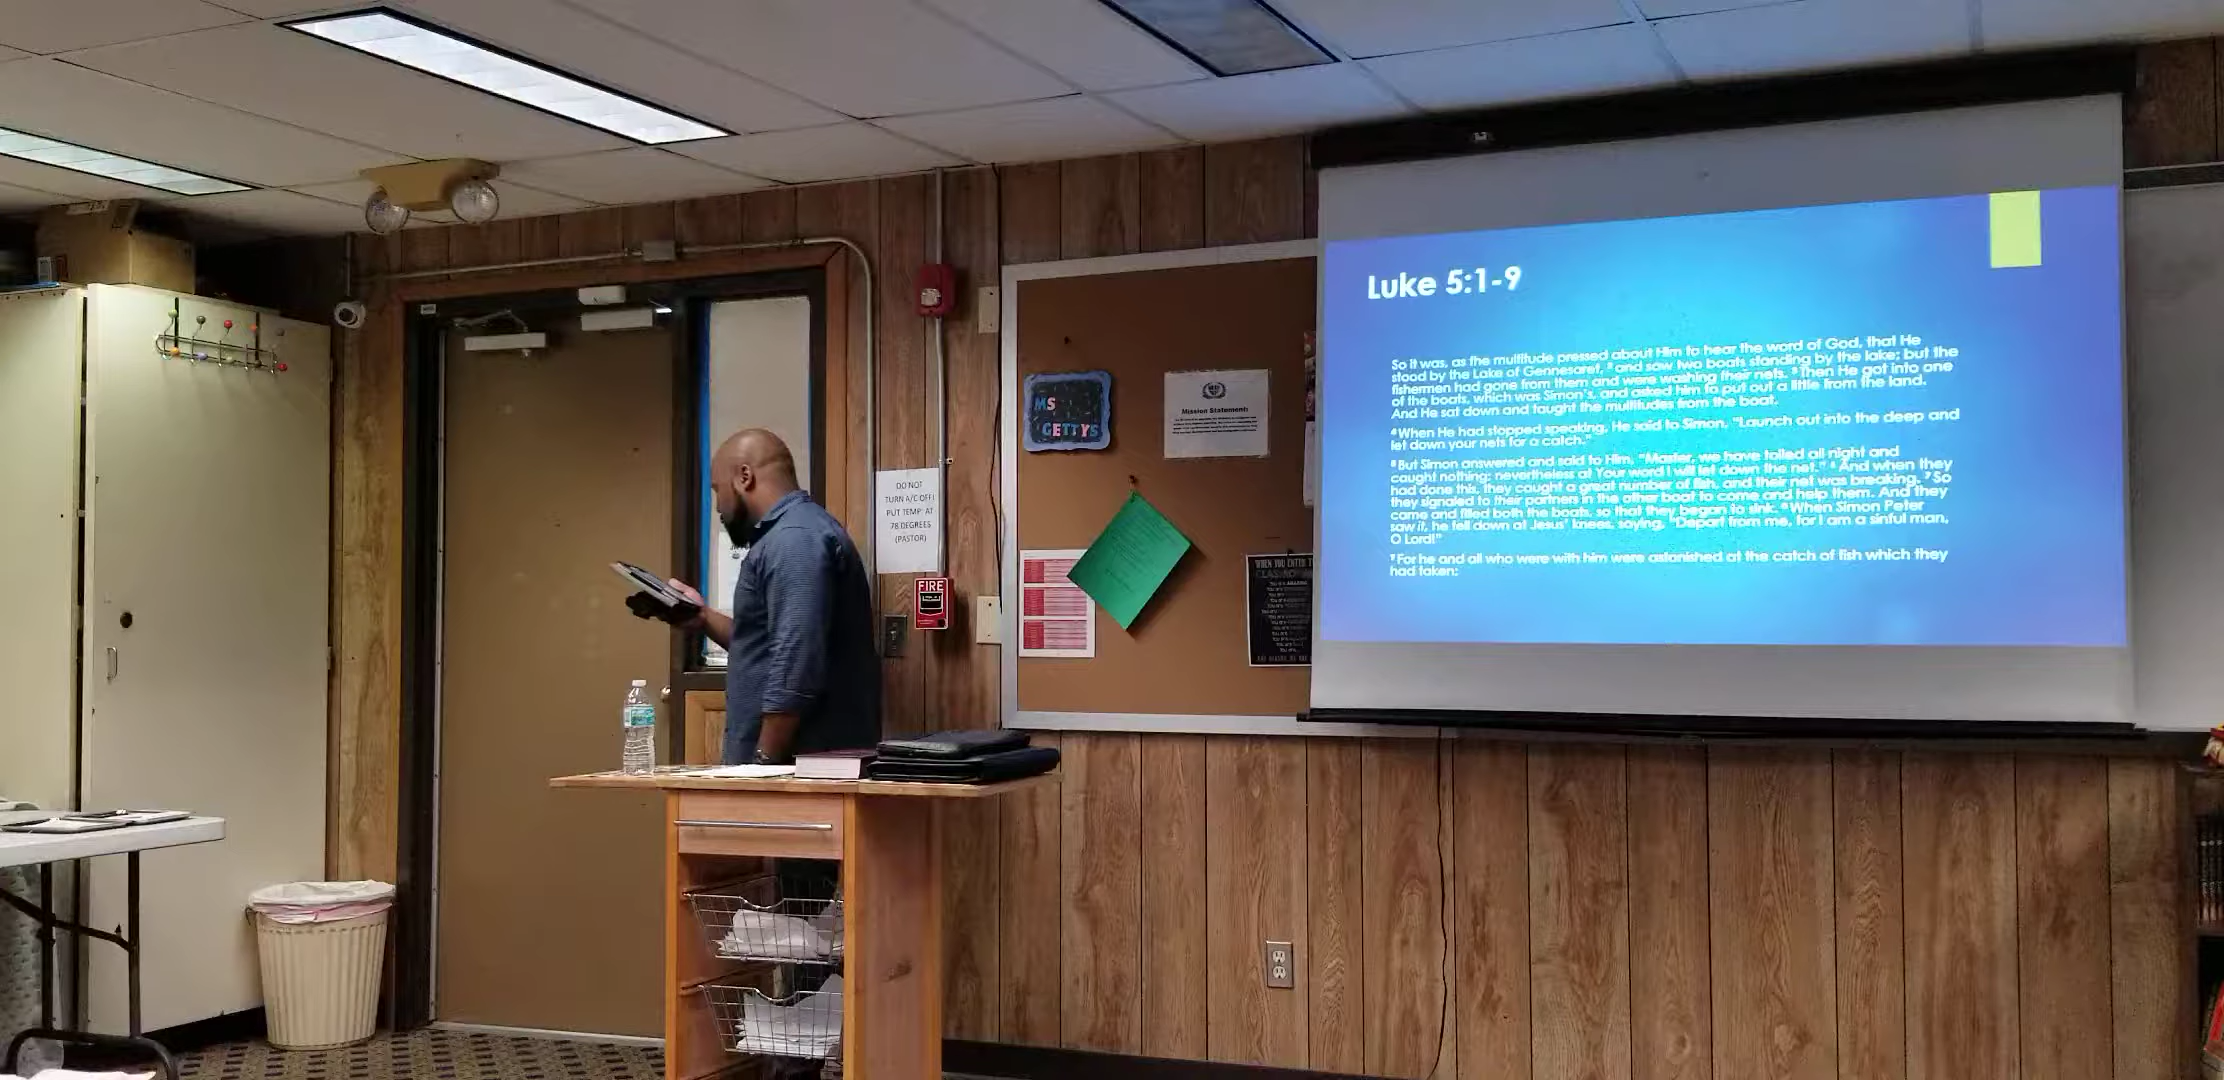 MS
GETTYS
Mission Statement:
DO NOT
TURN A/C OFF!
PUT TEMP. AT
78 DEGREES
(PASTOR)
FIRE
WHEN YOU ENTER
Luke 5:1-9
So it was, as the multitude pressed about Him to hear the word of God, that He
stood by the Lake of Gennesaret, ² and saw two boats standing by the lake; but the
fishermen had gone from them and were washing their nets. ³ Then He got into one
of the boats, which was Simon's, and asked him to put out a little from the land.
And He sat down and taught the multitudes from the boat.
⁴ When He had stopped speaking, He said to Simon, "Launch out into the deep and
let down your nets for a catch."
⁵ But Simon answered and said to Him, "Master, we have toiled all night and
caught nothing; nevertheless at Your word I will let down the net." ⁶ And when they
had done this, they caught a great number of fish, and their net was breaking. ⁷ So
they signaled to their partners in the other boat to come and help them. And they
came and filled both the boats, so that they began to sink. ⁸ When Simon Peter
saw it, he fell down at Jesus' knees, saying, "Depart from me, for I am a sinful man,
O Lord!"
⁹ For he and all who were with him were astonished at the catch of fish which they
had taken;